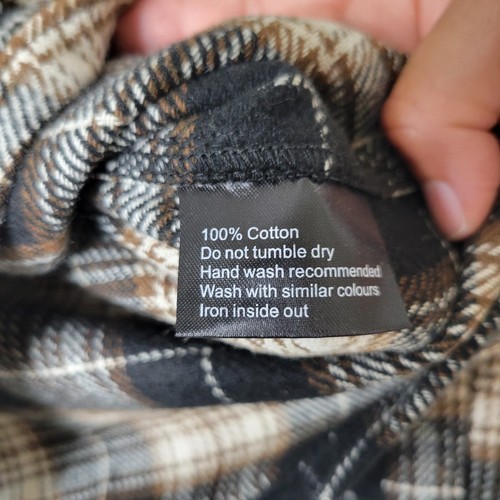 100% Cotton
Do not tumble dry
Hand wash recommended
Wash with similar colours
Iron inside out